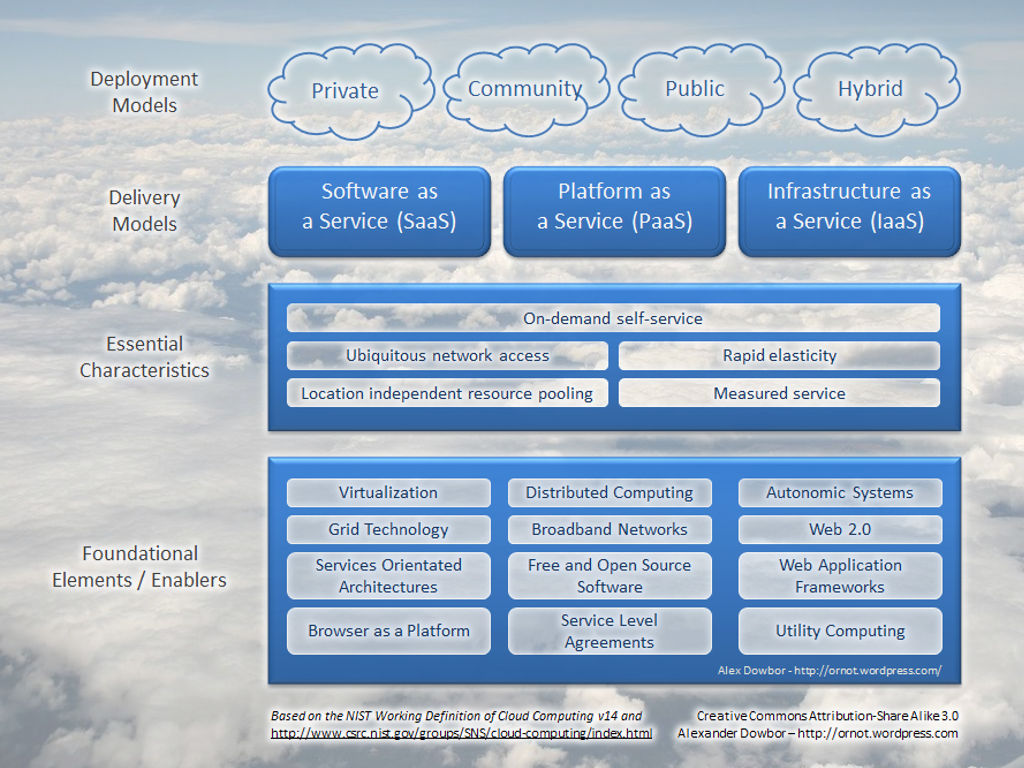 Deployment
Models
Private
Community
Public
Hybrid
Delivery
Models
Software as
a Service (SaaS)
Platform as
a Service (PaaS)
Infrastructure as
a Service (IaaS)
Essential
Characteristics
On-demand self-service
Ubiquitous network access
Rapid elasticity
Location independent resource pooling
Measured service
Foundational
Elements / Enablers
Virtualization
Distributed Computing
Autonomic Systems
Grid Technology
Broadband Networks
Web 2.0
Services Orientated
Architectures
Free and Open Source
Software
Web Application
Frameworks
Browser as a Platform
Service Level
Agreements
Utility Computing
Alex Dowbor - http://ornot.wordpress.com/
Based on the NIST Working Definition of Cloud Computing v14 and
http://www.csrc.nist.gov/groups/SNS/cloud-computing/index.html
Creative Commons Attribution-Share Alike 3.0
Alexander Dowbor – http://ornot.wordpress.com